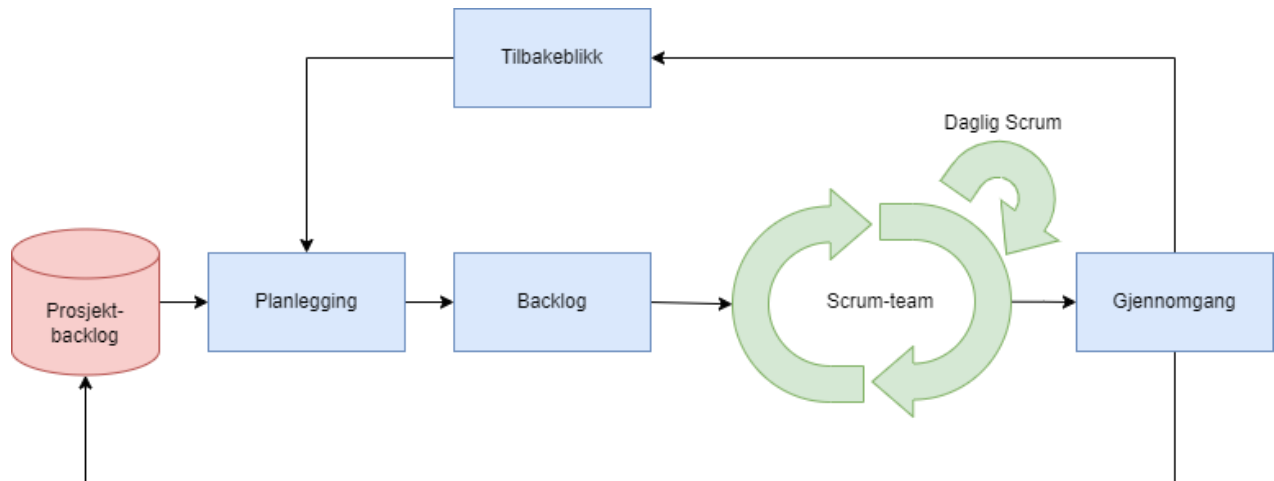 Tilbakeblikk
Daglig Scrum
Prosjekt-
backlog
Planlegging
Backlog
Scrum-team
Gjennomgang